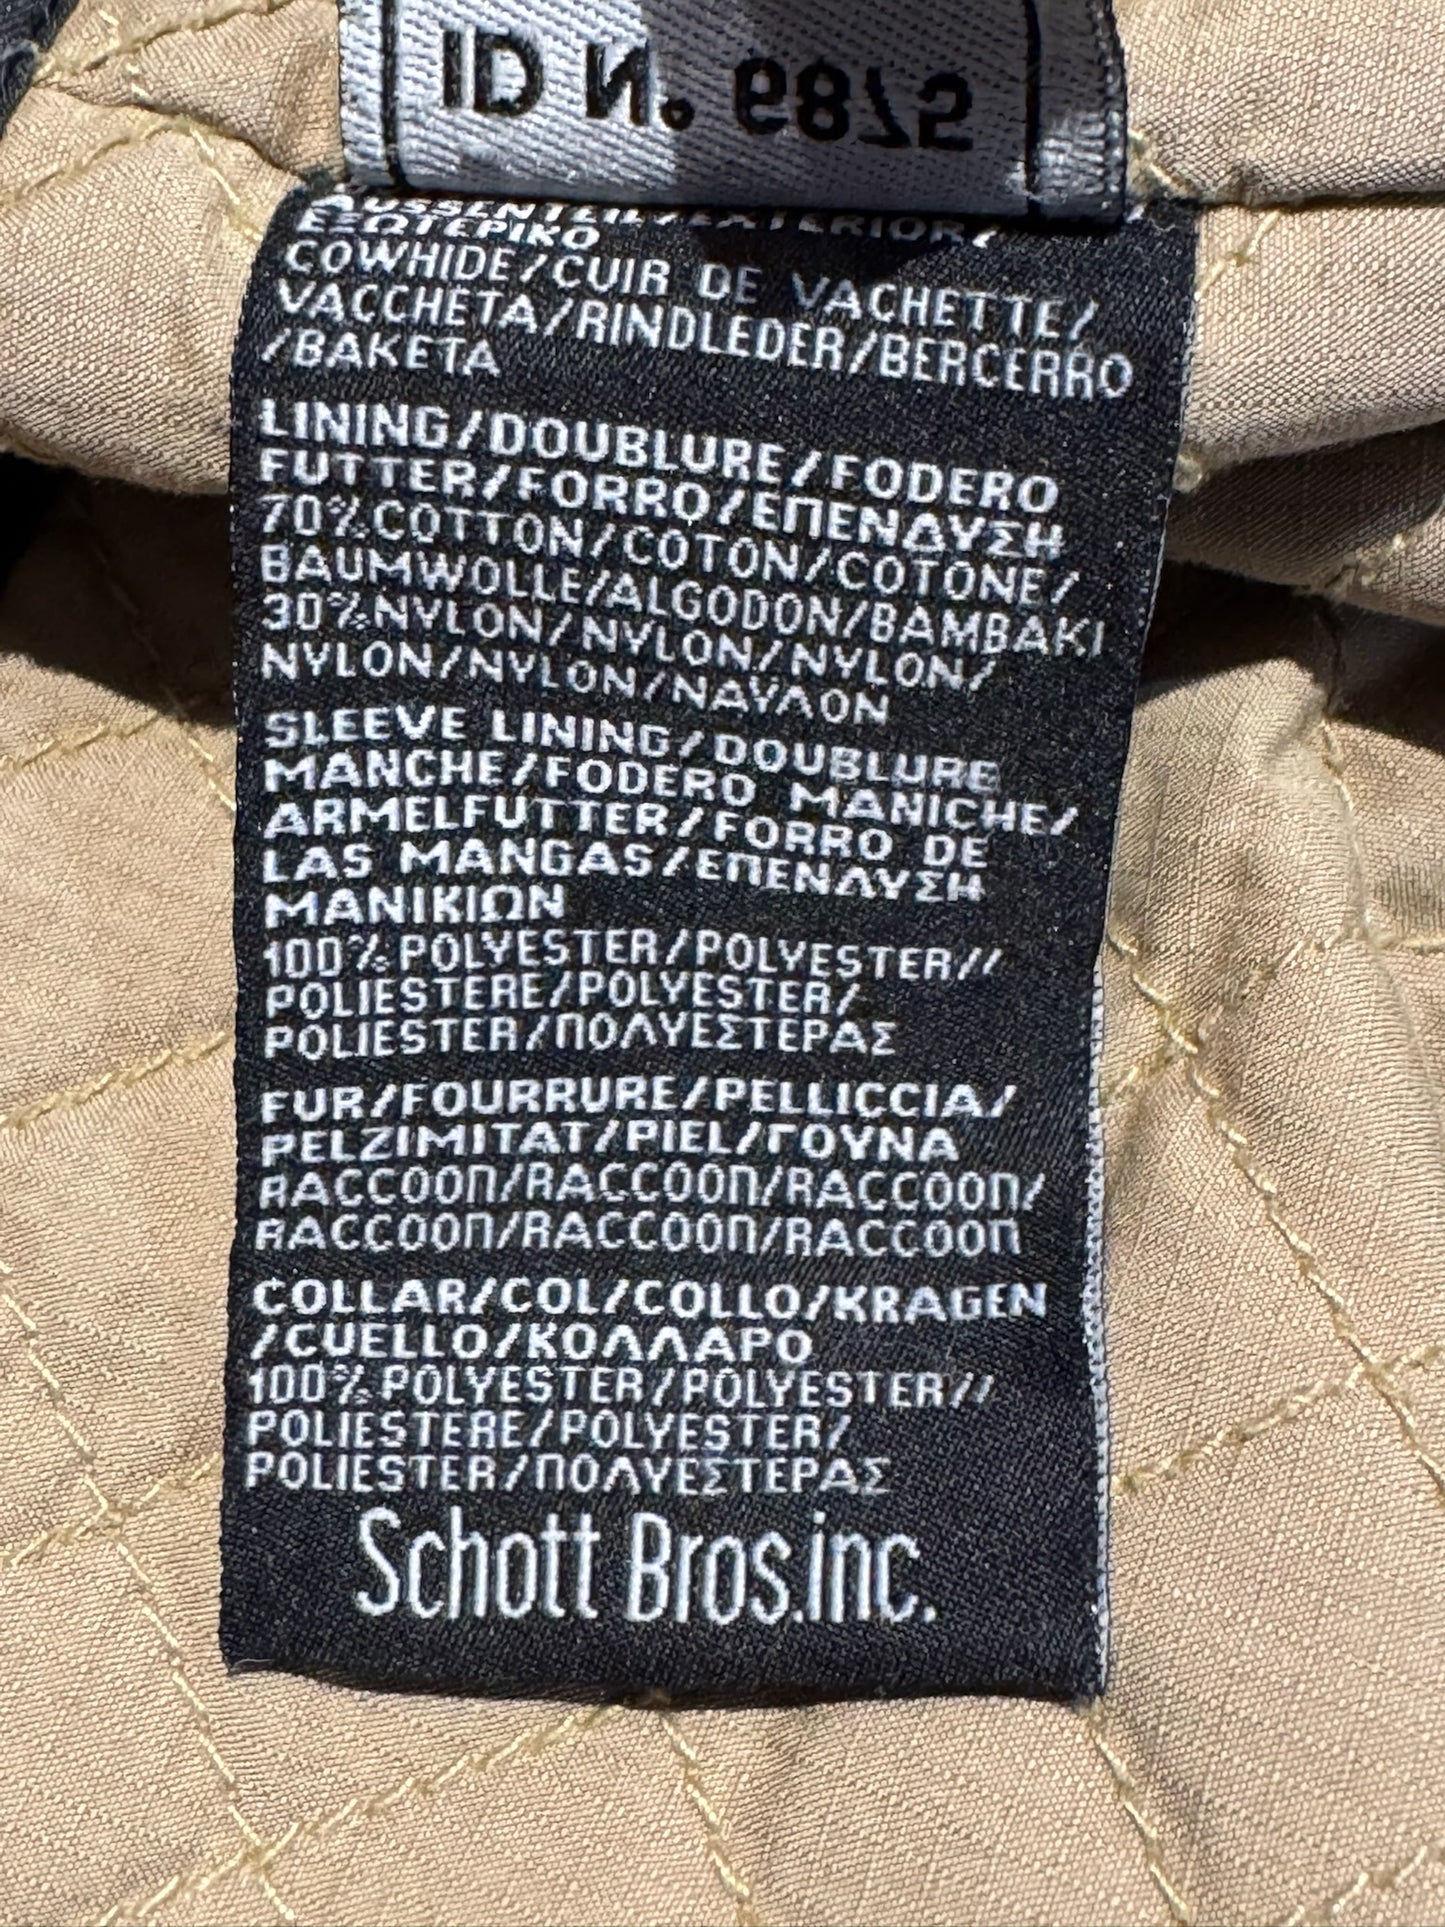 ID N. 6875
AUSSENTEIL/EXTERIOR/
ΕΞΩΤΕΡΙΚΟ
COWHIDE/CUIR DE VACHETTE/
VACCHETA/RINDLEDER/BERCERRO
/BAKETA
LINING/DOUBLURE/FODERO
FUTTER/FORRO/ΕΠΕΝΔΥΣΗ
70%COTTON/COTON/COTONE/
BAUMWOLLE/ALGODON/BAMBAKI
30%NYLON/NYLON/NYLON/
NYLON/NYLON/ΝΑΥΛΟΝ
SLEEVE LINING/DOUBLURE
MANCHE/FODERO MANICHE/
ARMELFUTTER/FORRO DE
LAS MANGAS/ΕΠΕΝΔΥΣΗ
ΜΑΝΙΚΙΩΝ
100% POLYESTER/POLYESTER//
POLIESTERE/POLYESTER/
POLIESTER/ΠΟΛΥΕΣΤΕΡΑΣ
FUR/FOURRURE/PELLICCIA/
PELZIMITAT/PIEL/ΓΟΥΝΑ
RACCOON/RACCOON/RACCOON/
RACCOON/RACCOON/RACCOON
COLLAR/COL/COLLO/KRAGEN
/CUELLO/ΚΟΛΛΑΡΟ
100%POLYESTER/POLYESTER//
POLIESTERE/POLYESTER/
POLIESTER/ΠΟΛΥΕΣΤΕΡΑΣ
Schott Bros.inc.